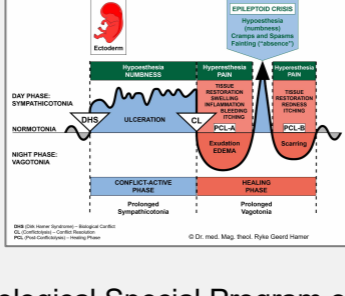 EPILEPTOID CRISIS
Hypoesthesia
(numbness)
Cramps and Spasms
Fainting ("absence")
Ectoderm
Hypoesthesia
NUMBNESS
Hyperesthesia
PAIN
Hyperesthesia
PAIN
DAY PHASE:
SYMPATHICOTONIA
TISSUE
RESTORATION
SWELLING
INFLAMMATION
BLEEDING
ITCHING
TISSUE
RESTORATION
REDNESS
ITCHING
DHS
ULCERATION
CL
PCL-A
PCL-B
NORMOTONIA
Exudation
EDEMA
Scarring
NIGHT PHASE:
VAGOTONIA
CONFLICT-ACTIVE
PHASE
HEALING
PHASE
Prolonged
Sympathicotonia
Prolonged
Vagotonia
DHS (Dirk Hamer Syndrome) – Biological Conflict
CL (Conflictolysis) – Conflict Resolution
PCL (Post-Conflictolysis) – Healing Phase
© Dr. med. Mag. theol. Ryke Geerd Hamer
ological Special Program o